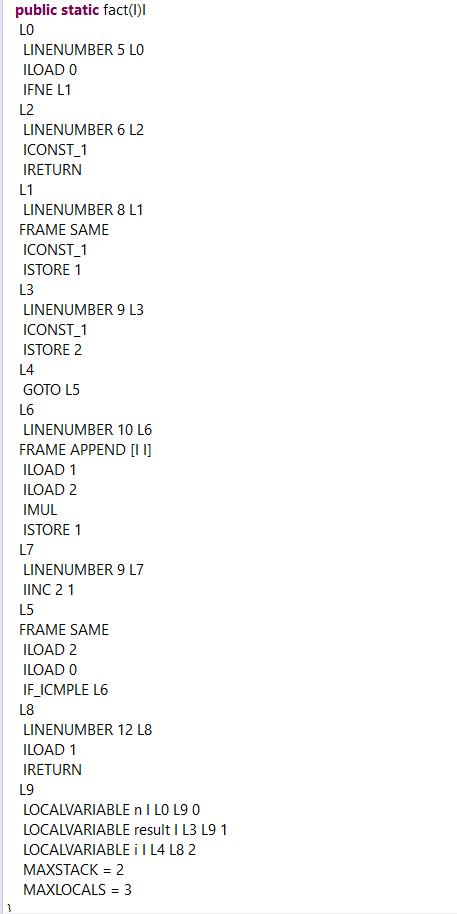 public static fact(I)I
L0
LINENUMBER 5 L0
ILOAD 0
IFNE L1
L2
LINENUMBER 6 L2
ICONST_1
IRETURN
L1
LINENUMBER 8 L1
FRAME SAME
ICONST_1
ISTORE 1
L3
LINENUMBER 9 L3
ICONST_1
ISTORE 2
L4
GOTO L5
L6
LINENUMBER 10 L6
FRAME APPEND [I I]
ILOAD 1
ILOAD 2
IMUL
ISTORE 1
L7
LINENUMBER 9 L7
IINC 2 1
L5
FRAME SAME
ILOAD 2
ILOAD 0
IF_ICMPLE L6
L8
LINENUMBER 12 L8
ILOAD 1
IRETURN
L9
LOCALVARIABLE n I L0 L9 0
LOCALVARIABLE result I L3 L9 1
LOCALVARIABLE i I L4 L8 2
MAXSTACK = 2
MAXLOCALS = 3
}